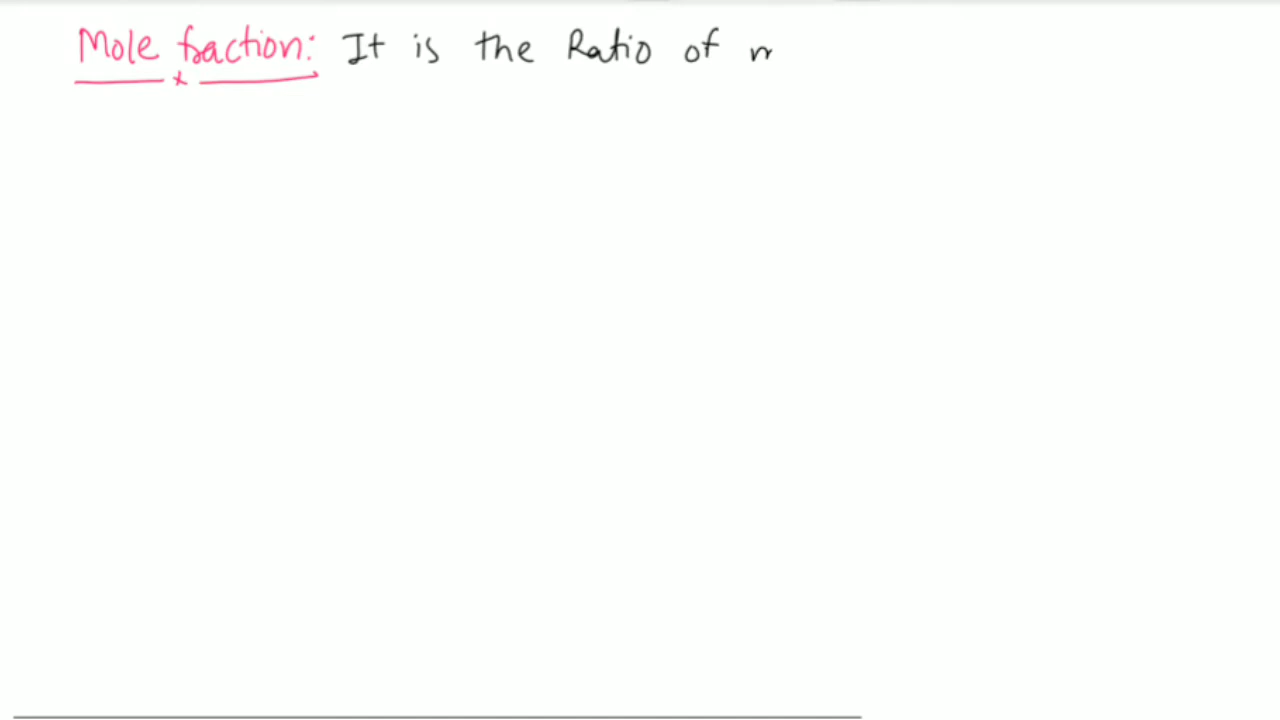 Mole fraction: It is the Ratio of